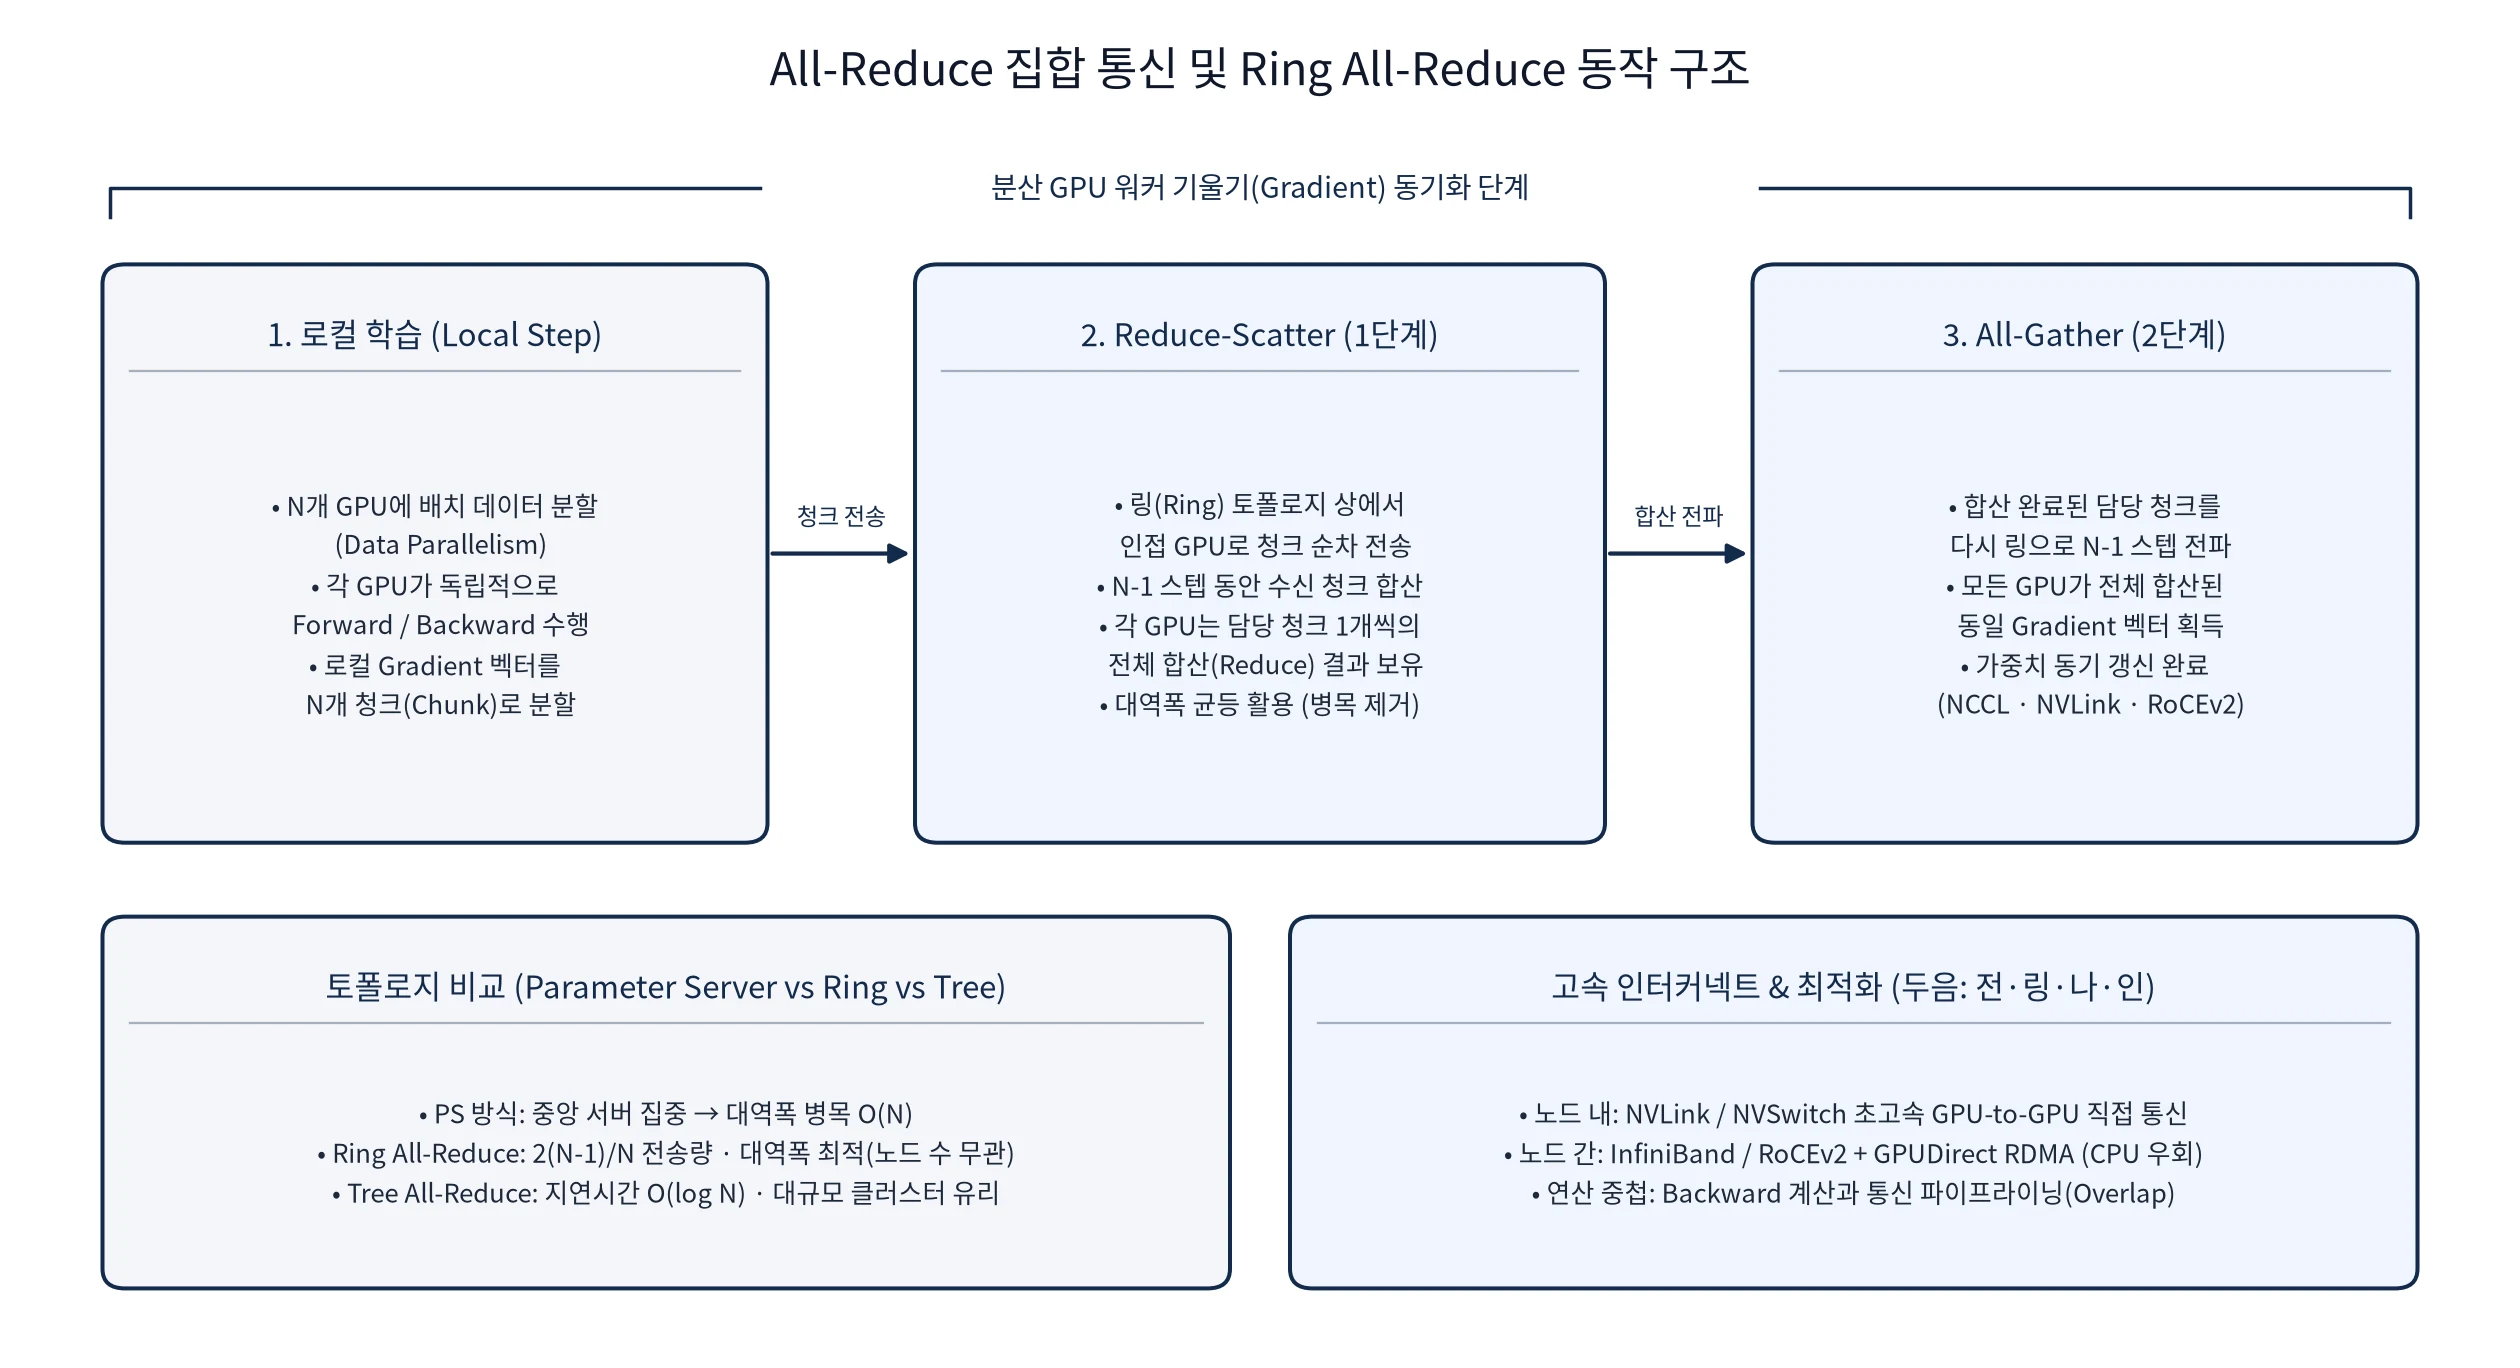 All-Reduce 집합 통신 및 Ring All-Reduce 동작 구조
분산 GPU 워커 기울기(Gradient) 동기화 단계
1. 로컬 학습 (Local Step)
• N개 GPU에 배치 데이터 분할
(Data Parallelism)
• 각 GPU가 독립적으로
Forward / Backward 수행
• 로컬 Gradient 벡터를
N개 청크(Chunk)로 분할
청크 전송
2. Reduce-Scatter (1단계)
• 링(Ring) 토폴로지 상에서
인접 GPU로 청크 순차 전송
• N-1 스텝 동안 수신 청크 합산
• 각 GPU는 담당 청크 1개씩의
전체 합산(Reduce) 결과 보유
• 대역폭 균등 활용 (병목 제거)
합산 전파
3. All-Gather (2단계)
• 합산 완료된 담당 청크를
다시 링으로 N-1 스텝 전파
• 모든 GPU가 전체 합산된
동일 Gradient 벡터 획득
• 가중치 동기 갱신 완료
(NCCL · NVLink · RoCEv2)
토폴로지 비교 (Parameter Server vs Ring vs Tree)
• PS 방식: 중앙 서버 집중 → 대역폭 병목 O(N)
• Ring All-Reduce: 2(N-1)/N 전송량 · 대역폭 최적(노드 수 무관)
• Tree All-Reduce: 지연시간 O(log N) · 대규모 클러스터 유리
고속 인터커넥트 & 최적화 (두음: 전·링·나·인)
• 노드 내: NVLink / NVSwitch 초고속 GPU-to-GPU 직접 통신
• 노드 간: InfiniBand / RoCEv2 + GPUDirect RDMA (CPU 우회)
• 연산 중첩: Backward 계산과 통신 파이프라이닝(Overlap)